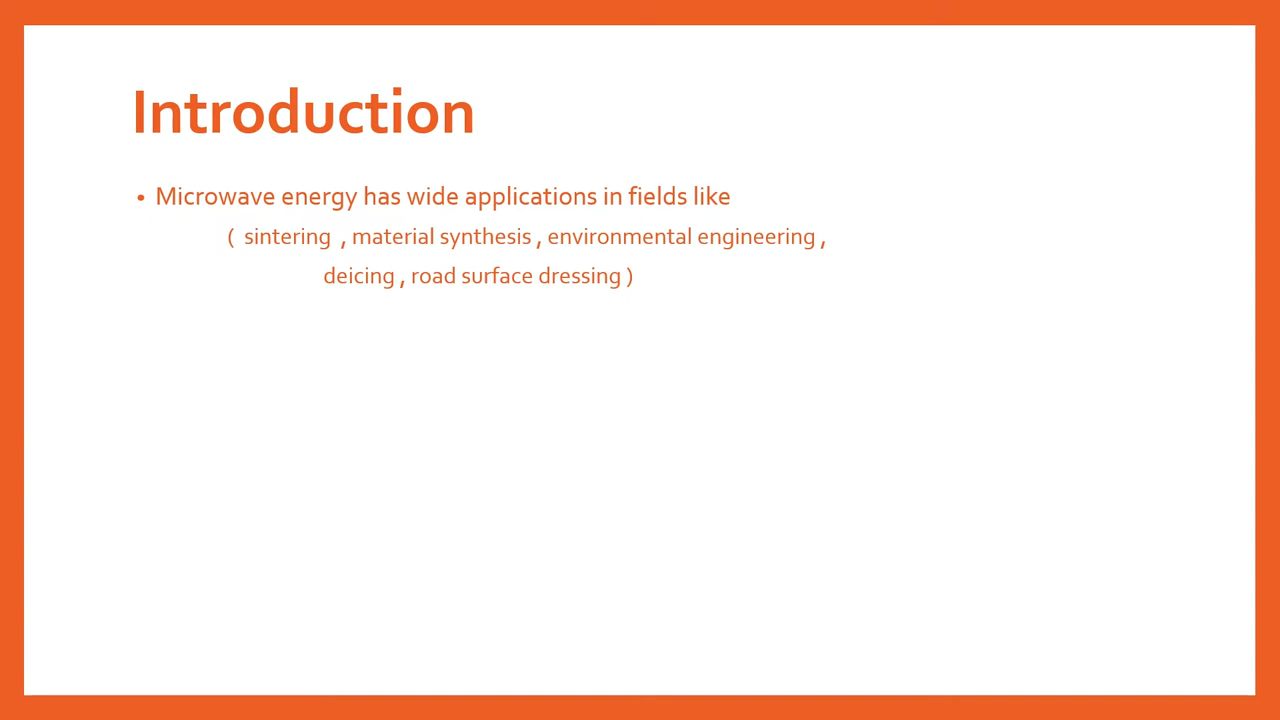 Introduction
• Microwave energy has wide applications in fields like
( sintering , material synthesis , environmental engineering ,
deicing , road surface dressing )